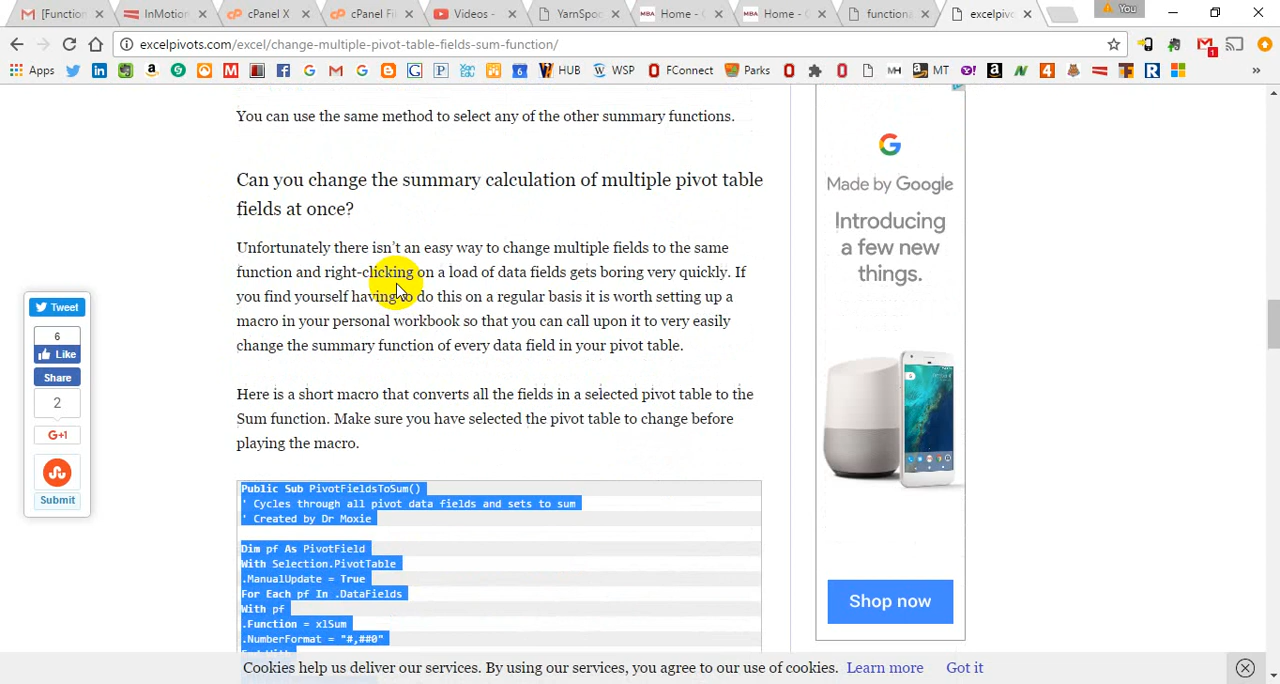 [Function
InMotion
cPanel X
cPanel Fil
Videos -
YarnSpoo
Home - G
Home - G
functiona
excelpivo
You
excelpivots.com/excel/change-multiple-pivot-table-fields-sum-function/
Apps
HUB
WSP
FConnect
Parks
MT
You can use the same method to select any of the other summary functions.
Can you change the summary calculation of multiple pivot table
fields at once?
Unfortunately there isn't an easy way to change multiple fields to the same
function and right-clicking on a load of data fields gets boring very quickly. If
you find yourself having to do this on a regular basis it is worth setting up a
macro in your personal workbook so that you can call upon it to very easily
change the summary function of every data field in your pivot table.
Here is a short macro that converts all the fields in a selected pivot table to the
Sum function. Make sure you have selected the pivot table to change before
playing the macro.
Public Sub PivotFieldsToSum()
' Cycles through all pivot data fields and sets to sum
' Created by Dr Moxie
Dim pf As PivotField
With Selection.PivotTable
.ManualUpdate = True
For Each pf In .DataFields
With pf
.Function = xlSum
.NumberFormat = "#,##0"
Tweet
6
Like
Share
2
G+1
Submit
Made by Google
Introducing
a few new
things.
Shop now
Cookies help us deliver our services. By using our services, you agree to our use of cookies. Learn more Got it